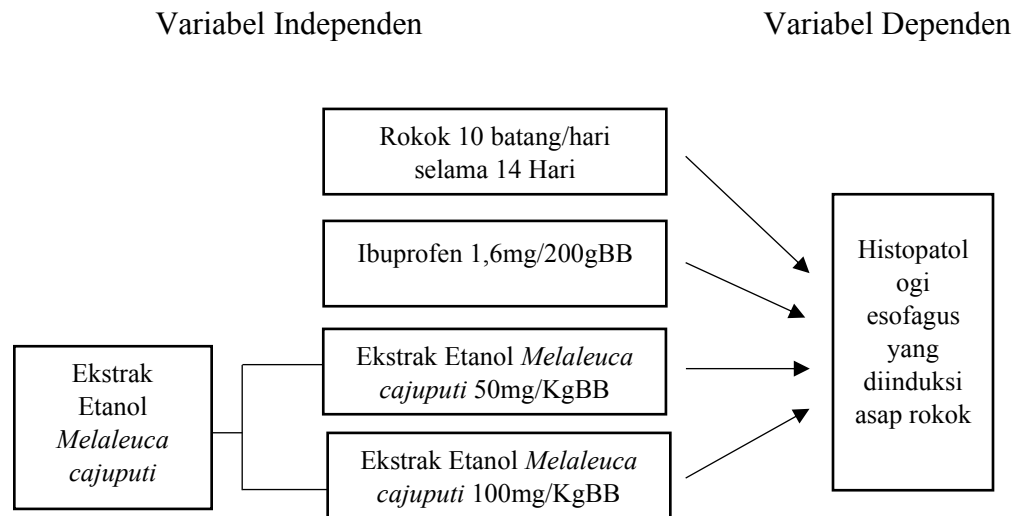 Variabel Independen
Variabel Dependen
Rokok 10 batang/hari
selama 14 Hari
Ibuprofen 1,6mg/200gBB
Ekstrak
Etanol
Melaleuca
cajuputi
Ekstrak Etanol Melaleuca
cajuputi 50mg/KgBB
Ekstrak Etanol Melaleuca
cajuputi 100mg/KgBB
Histopatol
ogi
esofagus
yang
diinduksi
asap rokok